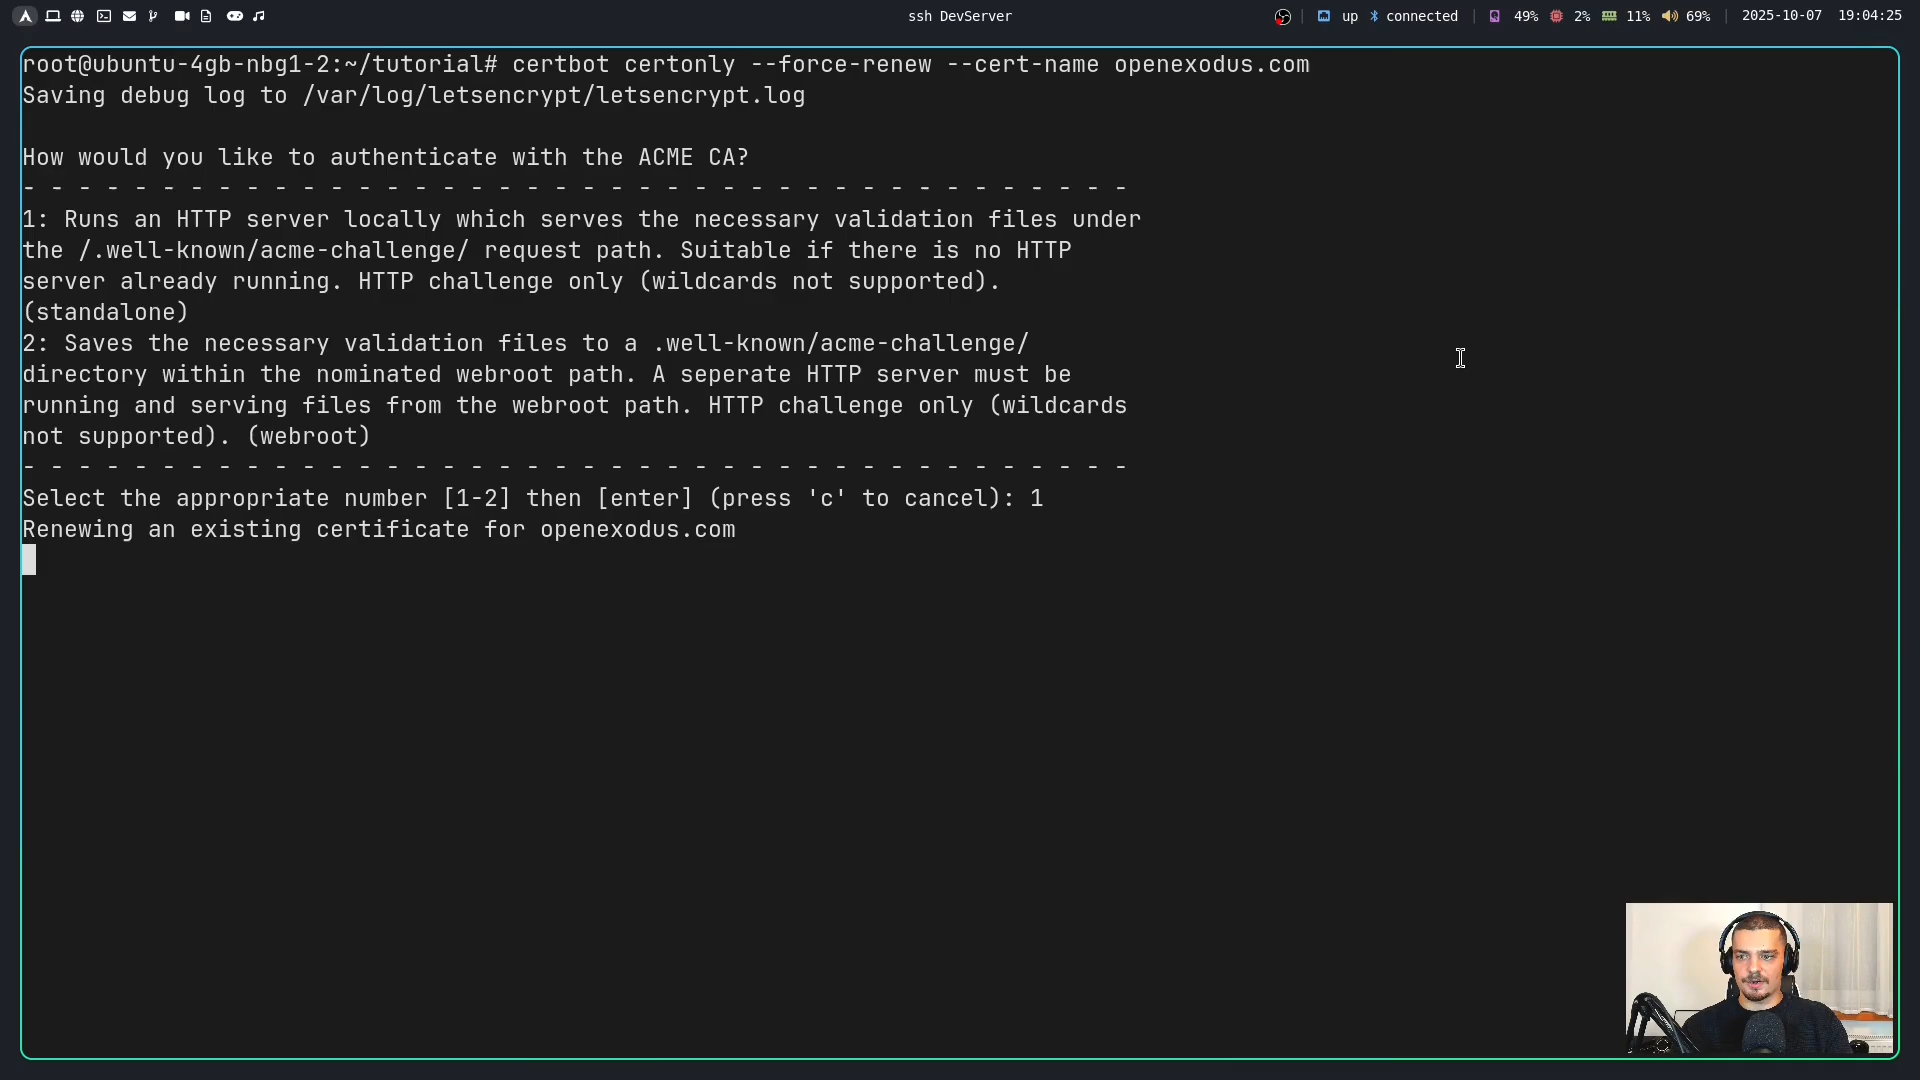 ssh DevServer
up connected 49% 2% 11% 69% 2025-10-07 19:04:25
root@ubuntu-4gb-nbg1-2:~/tutorial# certbot certonly --force-renew --cert-name openexodus.com
Saving debug log to /var/log/letsencrypt/letsencrypt.log
How would you like to authenticate with the ACME CA?
- - - - - - - - - - - - - - - - - - - - - - - - - - - - - - - - - - - - - - - -
1: Runs an HTTP server locally which serves the necessary validation files under
the /.well-known/acme-challenge/ request path. Suitable if there is no HTTP
server already running. HTTP challenge only (wildcards not supported).
(standalone)
2: Saves the necessary validation files to a .well-known/acme-challenge/
directory within the nominated webroot path. A seperate HTTP server must be
running and serving files from the webroot path. HTTP challenge only (wildcards
not supported). (webroot)
- - - - - - - - - - - - - - - - - - - - - - - - - - - - - - - - - - - - - - - -
Select the appropriate number [1-2] then [enter] (press 'c' to cancel): 1
Renewing an existing certificate for openexodus.com